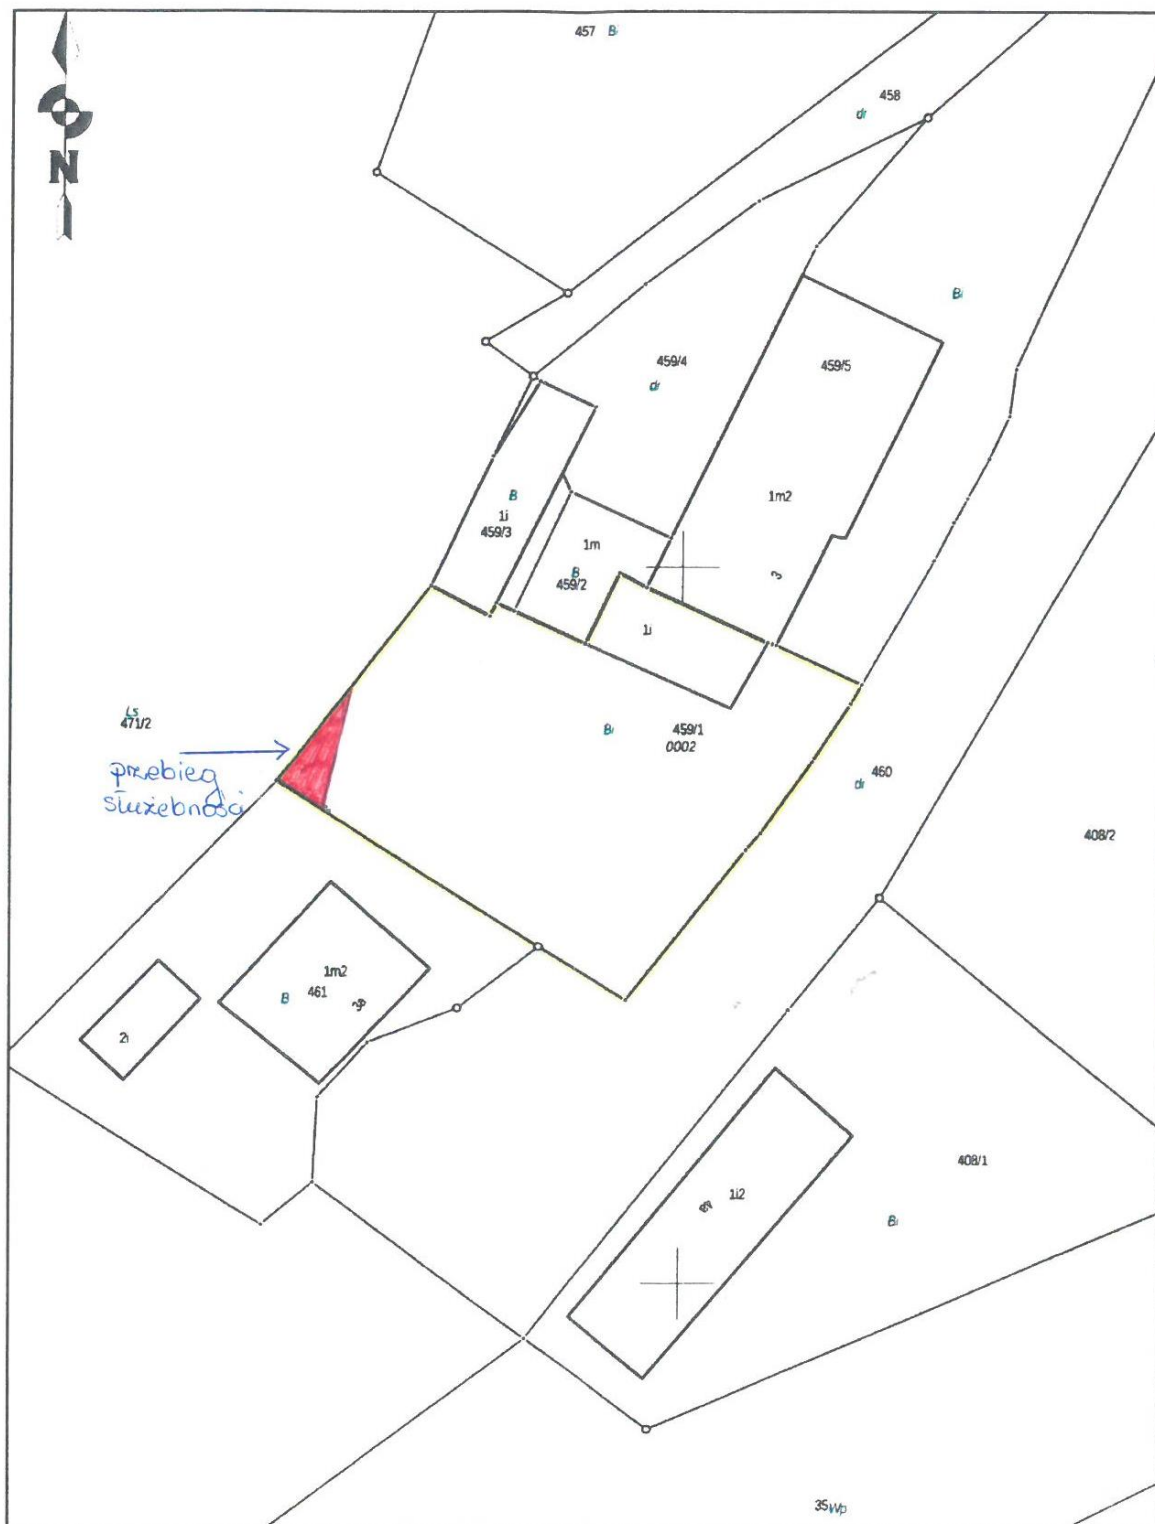 457 Bi
458
dr
N
Bi
459/4
dr
459/5
B
1i
459/3
1m2
1m
B
459/2
3
1i
Ls
471/2
Bi
459/1
0002
przebieg
służebności
460
dr
408/2
1m2
B
461
2i
408/1
1i2
Bi
35Wp